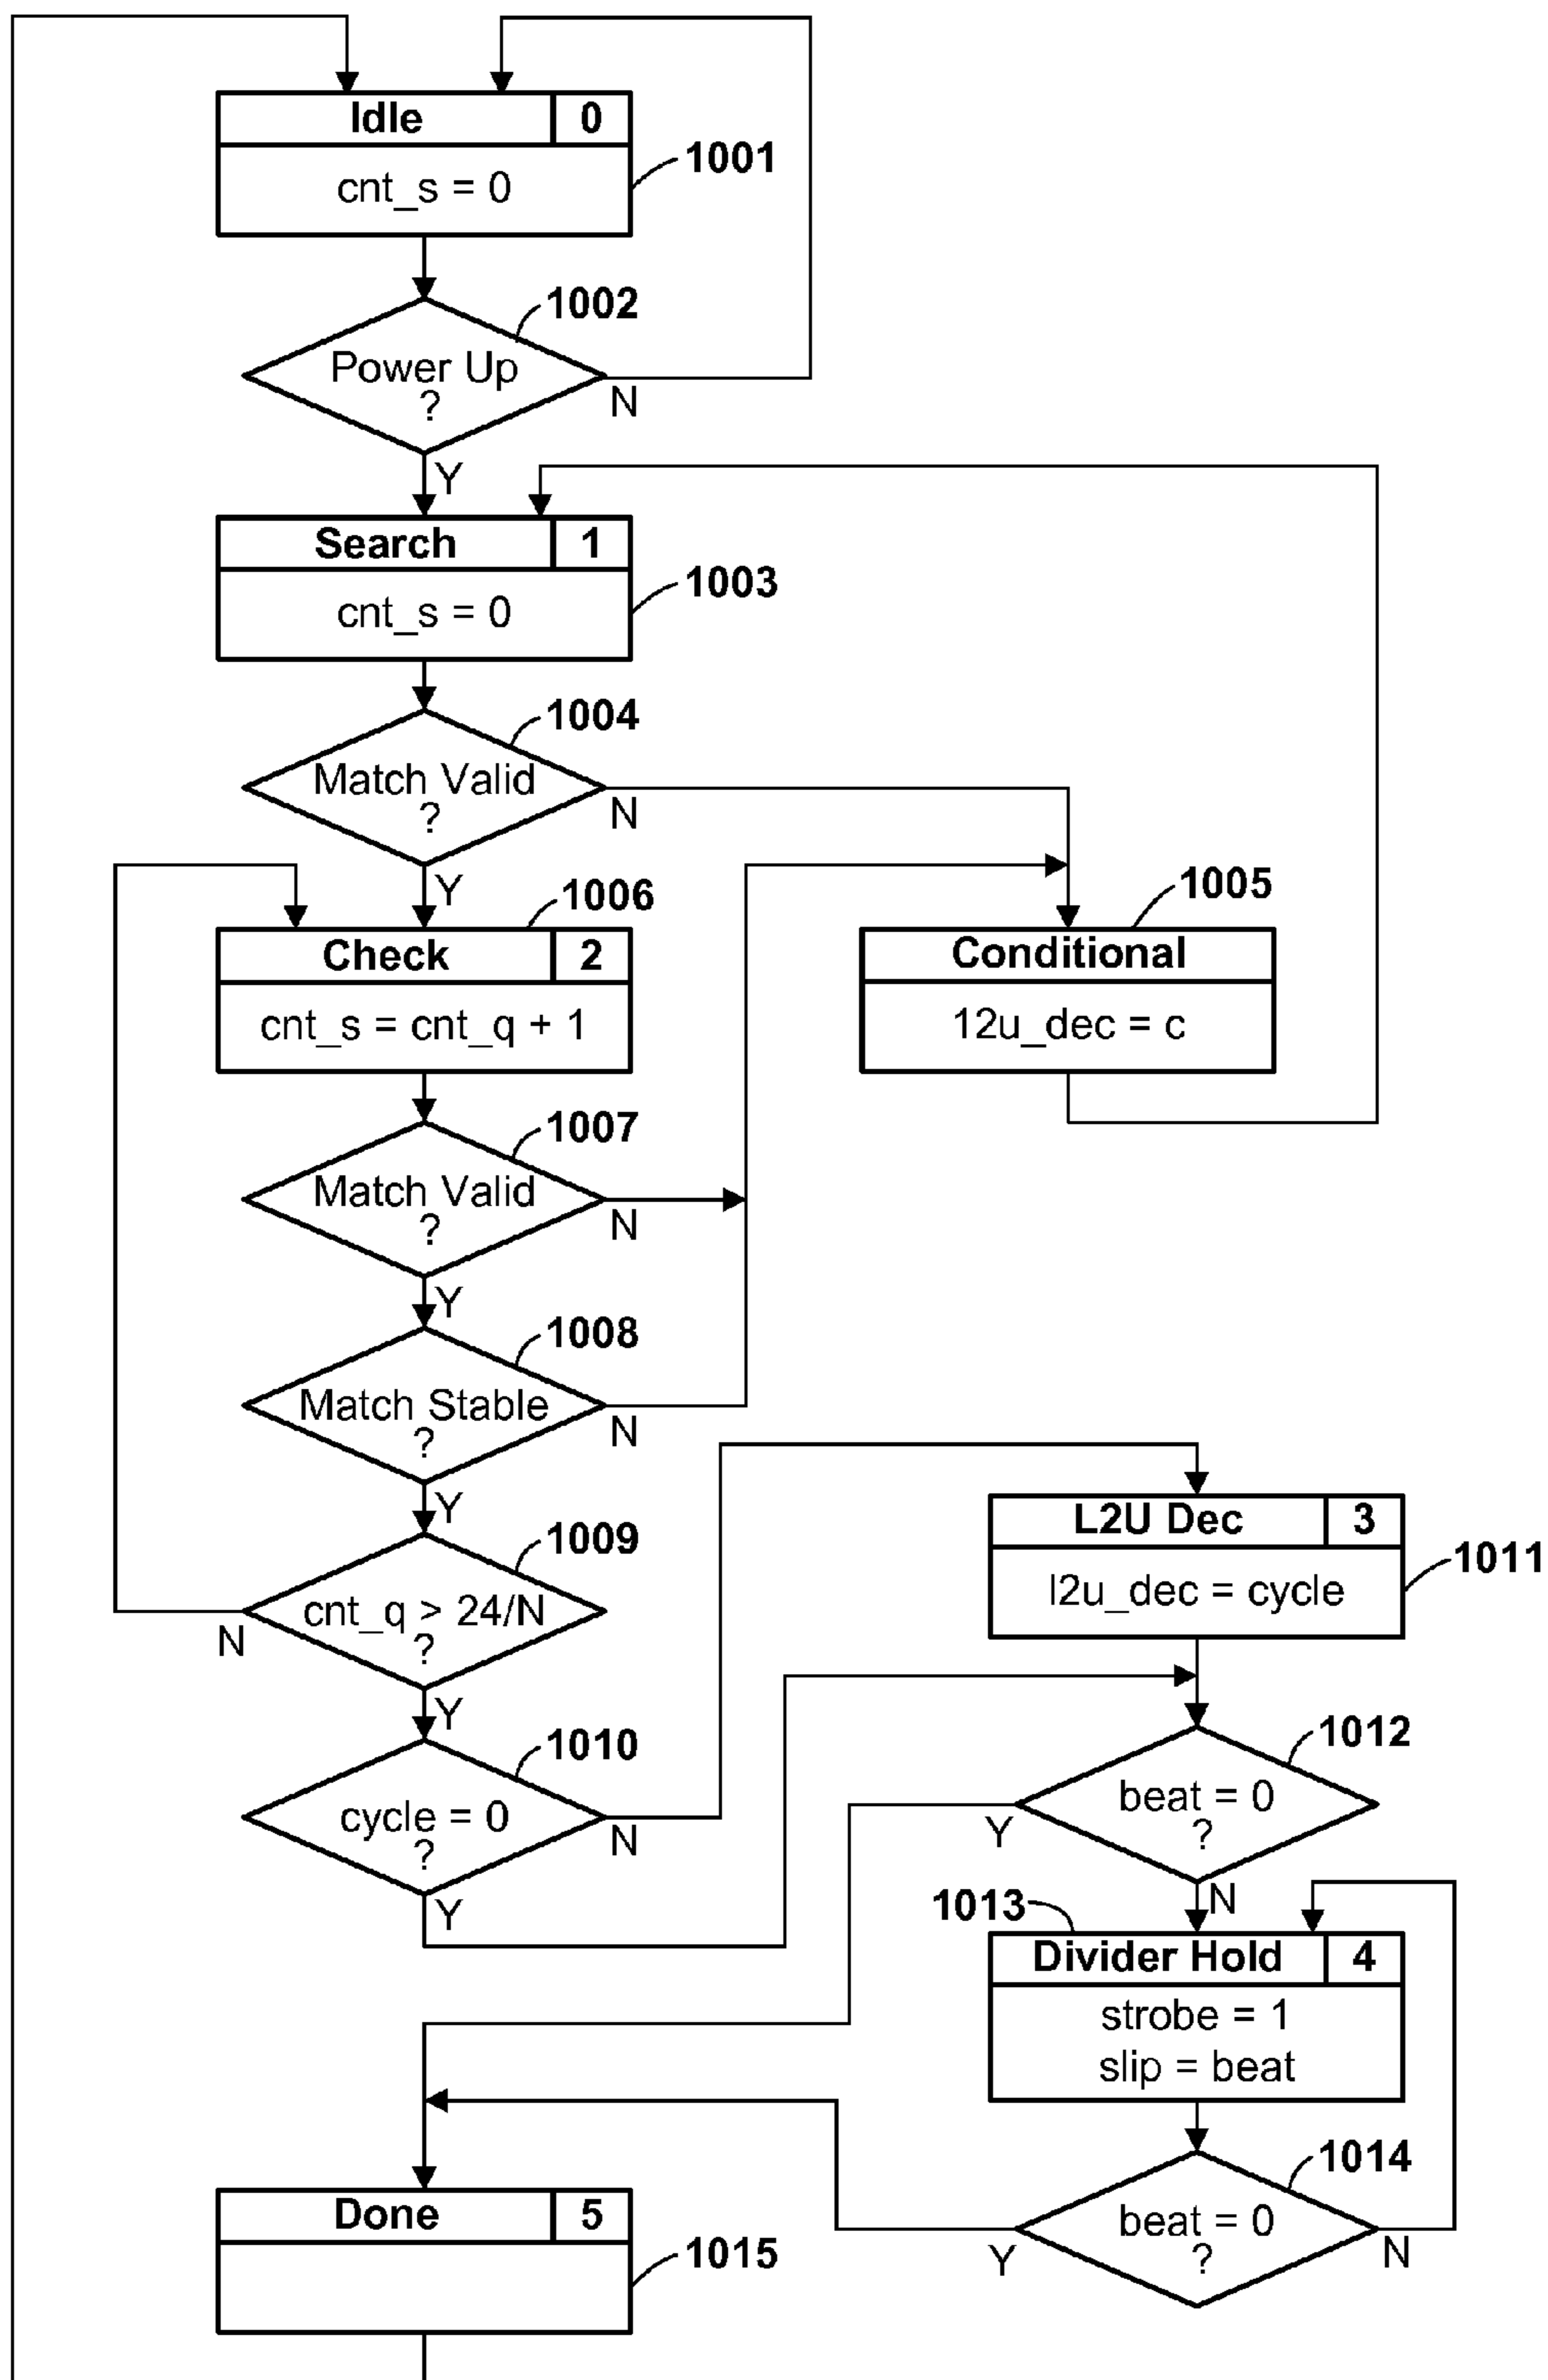 Idle 0
cnt_s = 0
1001
1002
Power Up
?
N
Y
Search 1
cnt_s = 0
1003
1004
Match Valid
?
N
Y
1006
Check 2
cnt_s = cnt_q + 1
1005
Conditional
12u_dec = c
1007
Match Valid
?
N
Y
1008
Match Stable
?
N
Y
1009
cnt_q > 24/N
?
N
Y
1010
cycle = 0
?
N
Y
L2U Dec 3
l2u_dec = cycle
1011
1012
beat = 0
?
Y
N
1013
Divider Hold 4
strobe = 1
slip = beat
1014
beat = 0
?
Y
N
Done 5
1015